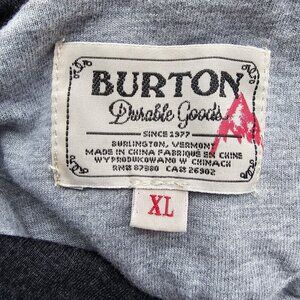 BURTON
Durable Goods
SINCE 1977
BURLINGTON, VERMONT
MADE IN CHINA FABRIQUÉ EN CHINE
WYPRODUKOWANO W CHINACH
RN# 87980 CA# 26902
XL